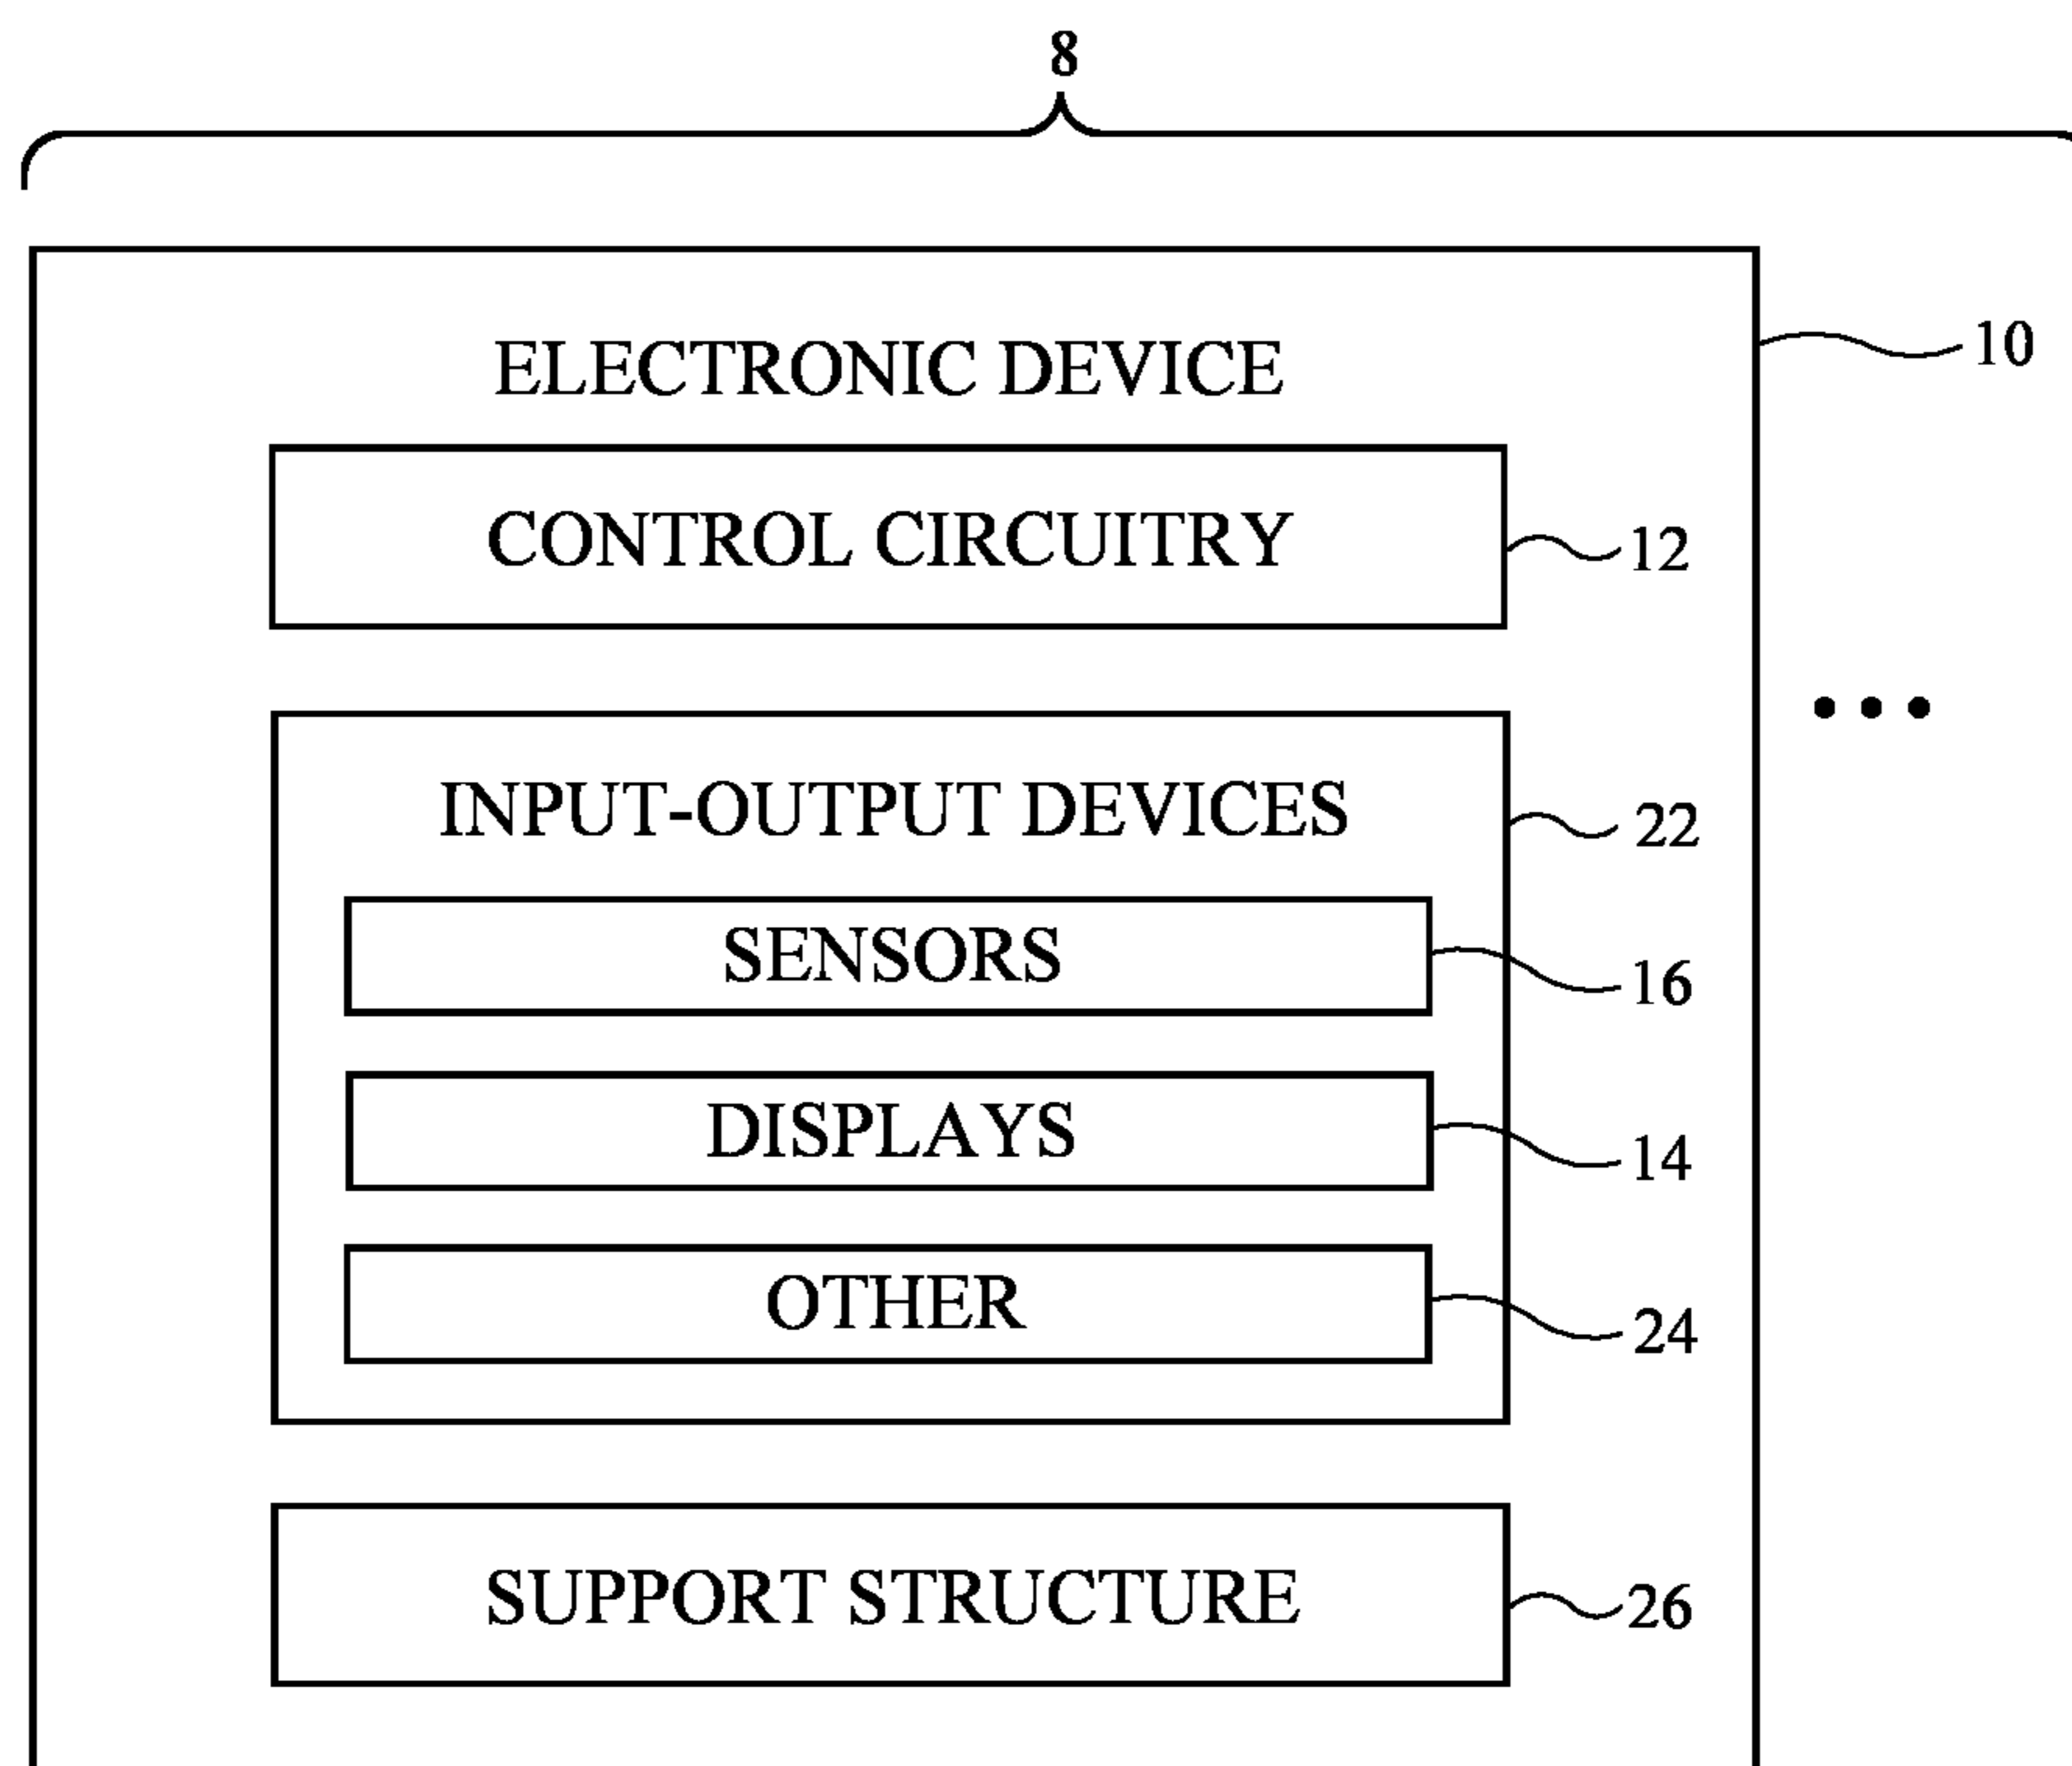 8
ELECTRONIC DEVICE
10
CONTROL CIRCUITRY
12
INPUT-OUTPUT DEVICES
22
SENSORS
16
DISPLAYS
14
OTHER
24
SUPPORT STRUCTURE
26